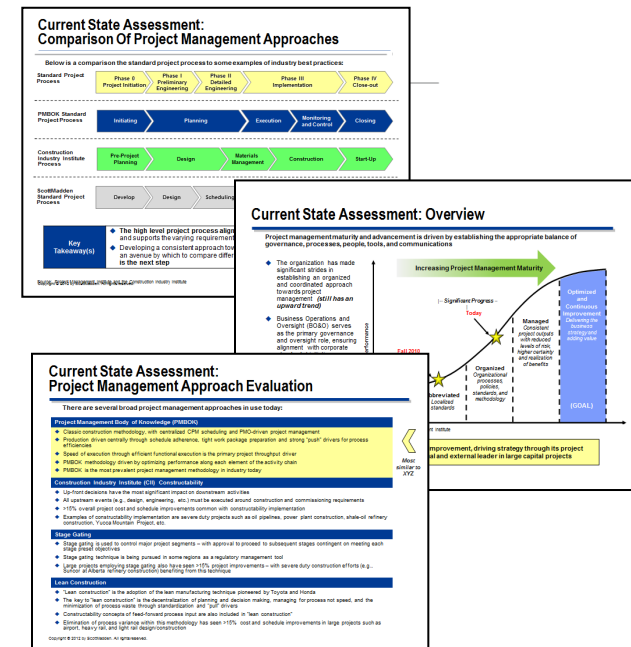 Current State Assessment:
Comparison Of Project Management Approaches
Below is a comparison the standard project process to some examples of industry best practices:
Standard Project
Process
Phase 0
Project Initiation
Phase I
Preliminary
Engineering
Phase II
Detailed
Engineering
Phase III
Implementation
Phase IV
Close-out
PMBOK Standard
Project Process
Initiating
Planning
Execution
Monitoring
and Control
Closing
Construction
Industry Institute
Process
Pre-Project
Planning
Design
Materials
Management
Construction
Start-Up
ScottMadden
Standard Project
Process
Develop
Design
Scheduling
Key
Takeaway(s)
The high level project process align
and supports the varying requirement
Developing a consistent approach tow
an avenue by which to compare differ
is the next step
Current State Assessment: Overview
Project management maturity and advancement is driven by establishing the appropriate balance of
governance, processes, people, tools, and communications
The organization has made
significant strides in
establishing an organized
and coordinated approach
towards project
management (still has an
upward trend)
Business Operations and
Oversight (BO&O) serves
as the primary governance
and oversight role, ensuring
alignment with corporate
Increasing Project Management Maturity
|-- Significant Progress -
Today
Fall 2010
erformance
bbreviated
Localized
standards
Organized
Organizational
processes,
policies,
standards, and
methodology
Managed
Consistent
project outputs
with reduced
levels of risk,
higher certainty
and realization
of benefits
Optimized
and
Continuous
Improvement
Delivering the
business
strategy and
adding value
(GOAL)
nt Institute
mprovement, driving strategy through its project
al and external leader in large capital projects
Current State Assessment:
Project Management Approach Evaluation
There are several broad project management approaches in use today:
Project Management Body of Knowledge (PMBOK)
Classic construction methodology, with centralized CPM scheduling and PMO-driven project management
Production driven centrally through schedule adherence, tight work package preparation and strong "push" drivers for process
efficiencies
Speed of execution through efficient functional execution is the primary project throughput driver
PMBOK methodology driven by optimizing performance along each element of the activity chain
PMBOK is the most prevalent project management methodology in industry today
Most
similar to
XYZ
Construction Industry Institute (CII) Constructability
Up-front decisions have the most significant impact on downstream activities
All upstream events (e.g., design, engineering, etc.) must be executed around construction and commissioning requirements
>15% overall project cost and schedule improvements common with constructability implementation
Examples of constructability implementation are severe duty projects such as oil pipelines, power plant construction, shale-oil refinery
construction, Yucca Mountain Project, etc.
Stage Gating
Stage gating is used to control major project segments – with approval to proceed to subsequent stages contingent on meeting each
stage preset objectives
Stage gating technique is being pursued in some regions as a regulatory management tool
Large projects employing stage gating also have seen >15% project improvements – with severe duty construction efforts (e.g.,
Suncor at Alberta refinery construction) benefiting from this technique
Lean Construction
"Lean construction" is the adoption of the lean manufacturing technique pioneered by Toyota and Honda
The key to "lean construction" is the decentralization of planning and decision making, managing for process not speed, and the
minimization of process waste through standardization and "pull" drivers
Constructability concepts of feed-forward process input are also included in "lean construction"
Elimination of process variance within this methodology has seen >15% cost and schedule improvements in large projects such as
airport, heavy rail, and light rail design/construction
Copyright © 2012 by ScottMadden. All rights reserved.